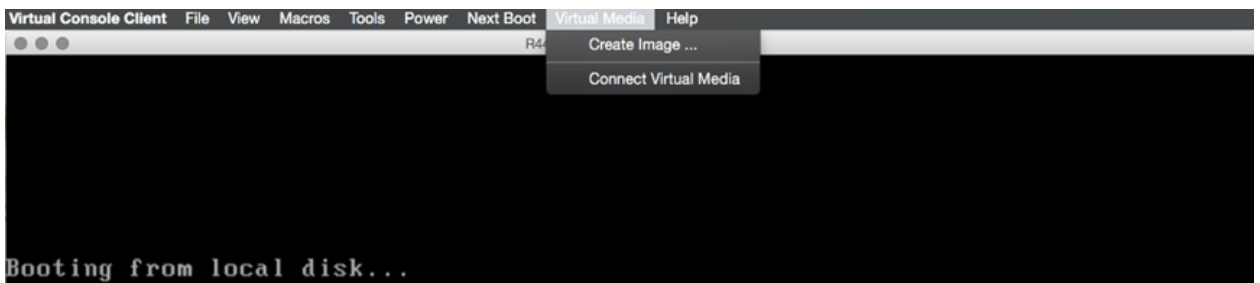 Virtual Console Client File View Macros Tools Power Next Boot Virtual Media Help
R44
Create Image ...
Connect Virtual Media
Booting from local disk...